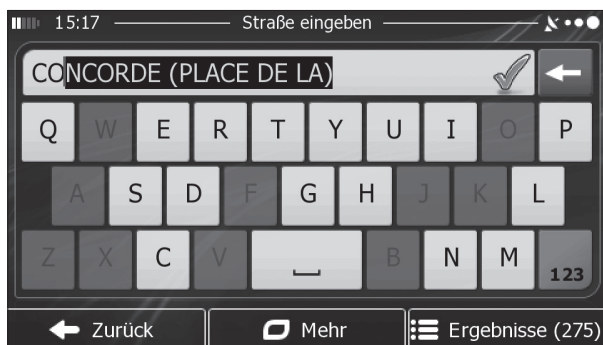 15:17 Straße eingeben
CONCORDE (PLACE DE LA)
Q W E R T Y U I O P
A S D F G H J K L
Z X C V B N M 123
Zurück Mehr Ergebnisse (275)